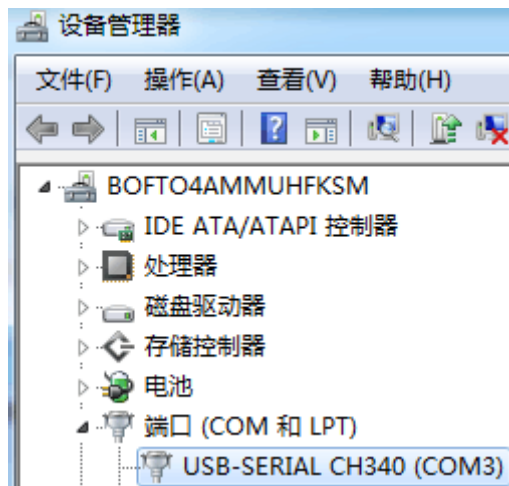 设备管理器
文件(F) 操作(A) 查看(V) 帮助(H)
BOFTO4AMMUHFKSM
IDE ATA/ATAPI 控制器
处理器
磁盘驱动器
存储控制器
电池
端口 (COM 和 LPT)
USB-SERIAL CH340 (COM3)